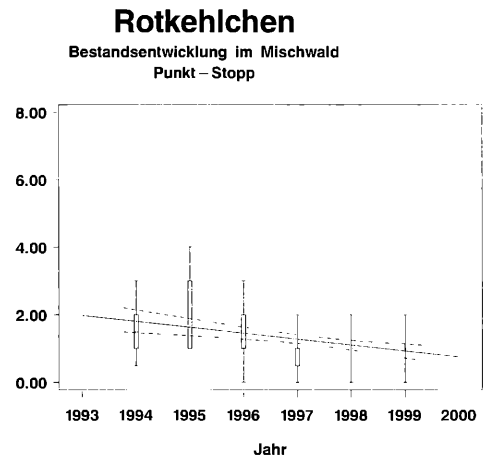 Rotkehlchen
Bestandsentwicklung im Mischwald
Punkt – Stopp
8.00
6.00
4.00
2.00
0.00
1993 1994 1995 1996 1997 1998 1999 2000
Jahr